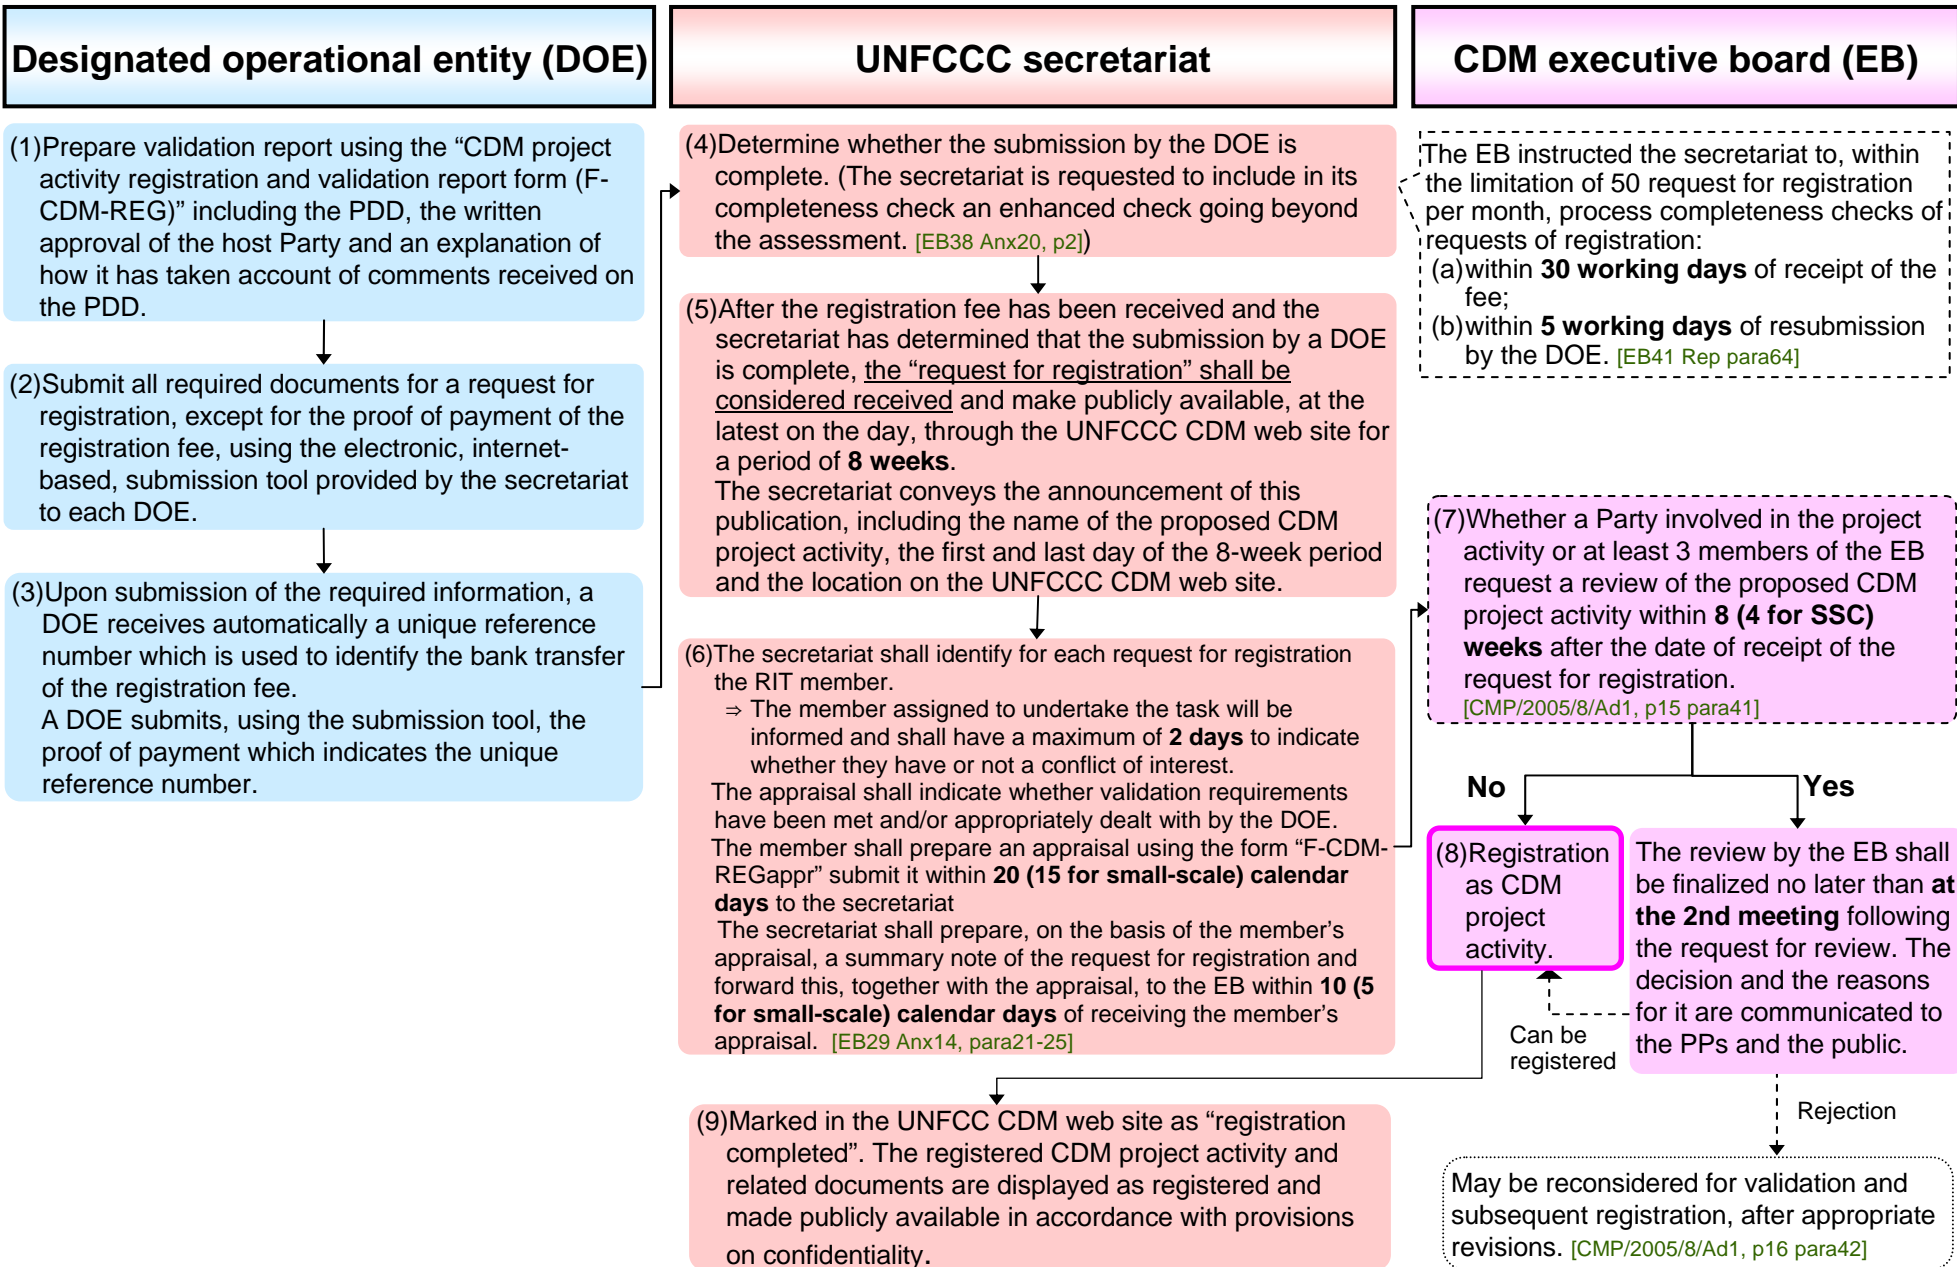 Designated operational entity (DOE)
UNFCCC secretariat
CDM executive board (EB)
(1)Prepare validation report using the “CDM project
activity registration and validation report form (F-
CDM-REG)” including the PDD, the written
approval of the host Party and an explanation of
how it has taken account of comments received on
the PDD.
(2)Submit all required documents for a request for
registration, except for the proof of payment of the
registration fee, using the electronic, internet-
based, submission tool provided by the secretariat
to each DOE.
(3)Upon submission of the required information, a
DOE receives automatically a unique reference
number which is used to identify the bank transfer
of the registration fee.
A DOE submits, using the submission tool, the
proof of payment which indicates the unique
reference number.
(4)Determine whether the submission by the DOE is
complete. (The secretariat is requested to include in its
completeness check an enhanced check going beyond
the assessment. [EB38 Anx20, p2])
(5)After the registration fee has been received and the
secretariat has determined that the submission by a DOE
is complete, the “request for registration” shall be
considered received and make publicly available, at the
latest on the day, through the UNFCCC CDM web site for
a period of 8 weeks.
The secretariat conveys the announcement of this
publication, including the name of the proposed CDM
project activity, the first and last day of the 8-week period
and the location on the UNFCCC CDM web site.
(6)The secretariat shall identify for each request for registration
the RIT member.
⇒ The member assigned to undertake the task will be
informed and shall have a maximum of 2 days to indicate
whether they have or not a conflict of interest.
The appraisal shall indicate whether validation requirements
have been met and/or appropriately dealt with by the DOE.
The member shall prepare an appraisal using the form “F-CDM-
REGappr” submit it within 20 (15 for small-scale) calendar
days to the secretariat
The secretariat shall prepare, on the basis of the member’s
appraisal, a summary note of the request for registration and
forward this, together with the appraisal, to the EB within 10 (5
for small-scale) calendar days of receiving the member’s
appraisal. [EB29 Anx14, para21-25]
The EB instructed the secretariat to, within
the limitation of 50 request for registration
per month, process completeness checks of
requests of registration:
(a)within 30 working days of receipt of the
fee;
(b)within 5 working days of resubmission
by the DOE. [EB41 Rep para64]
(7)Whether a Party involved in the project
activity or at least 3 members of the EB
request a review of the proposed CDM
project activity within 8 (4 for SSC)
weeks after the date of receipt of the
request for registration.
[CMP/2005/8/Ad1, p15 para41]
No
Yes
(8)Registration
as CDM
project
activity.
The review by the EB shall
be finalized no later than at
the 2nd meeting following
the request for review. The
decision and the reasons
for it are communicated to
the PPs and the public.
Can be
registered
Rejection
(9)Marked in the UNFCC CDM web site as “registration
completed”. The registered CDM project activity and
related documents are displayed as registered and
made publicly available in accordance with provisions
on confidentiality.
May be reconsidered for validation and
subsequent registration, after appropriate
revisions. [CMP/2005/8/Ad1, p16 para42]